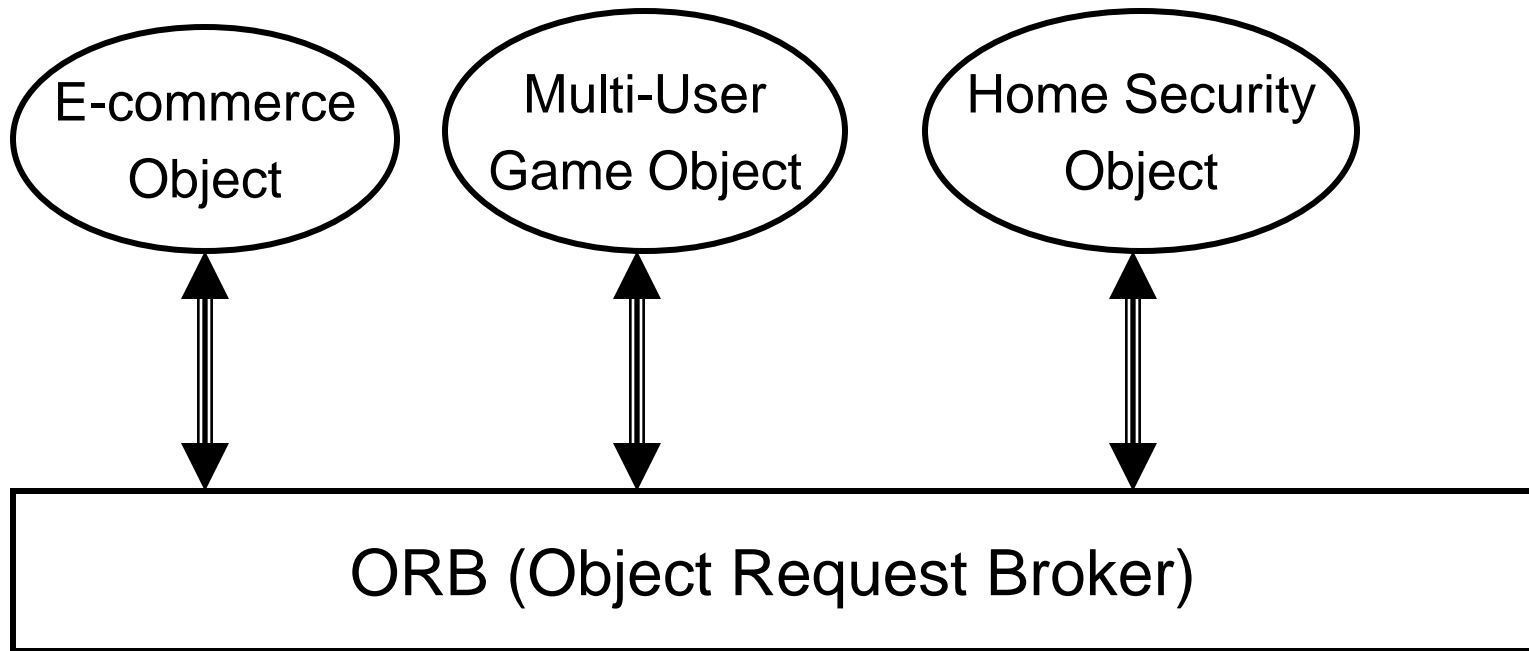 E-commerce
Object
Multi-User
Game Object
Home Security
Object
ORB (Object Request Broker)